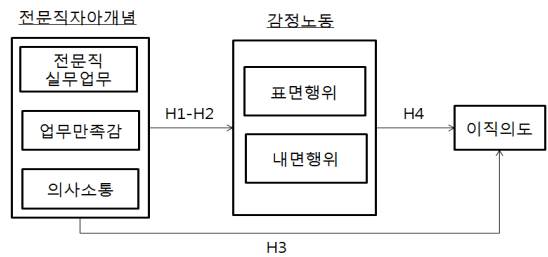 전문직자아개념
감정노동
전문직
실무업무
업무만족감
의사소통
H1-H2
표면행위
내면행위
H4
이직의도
H3